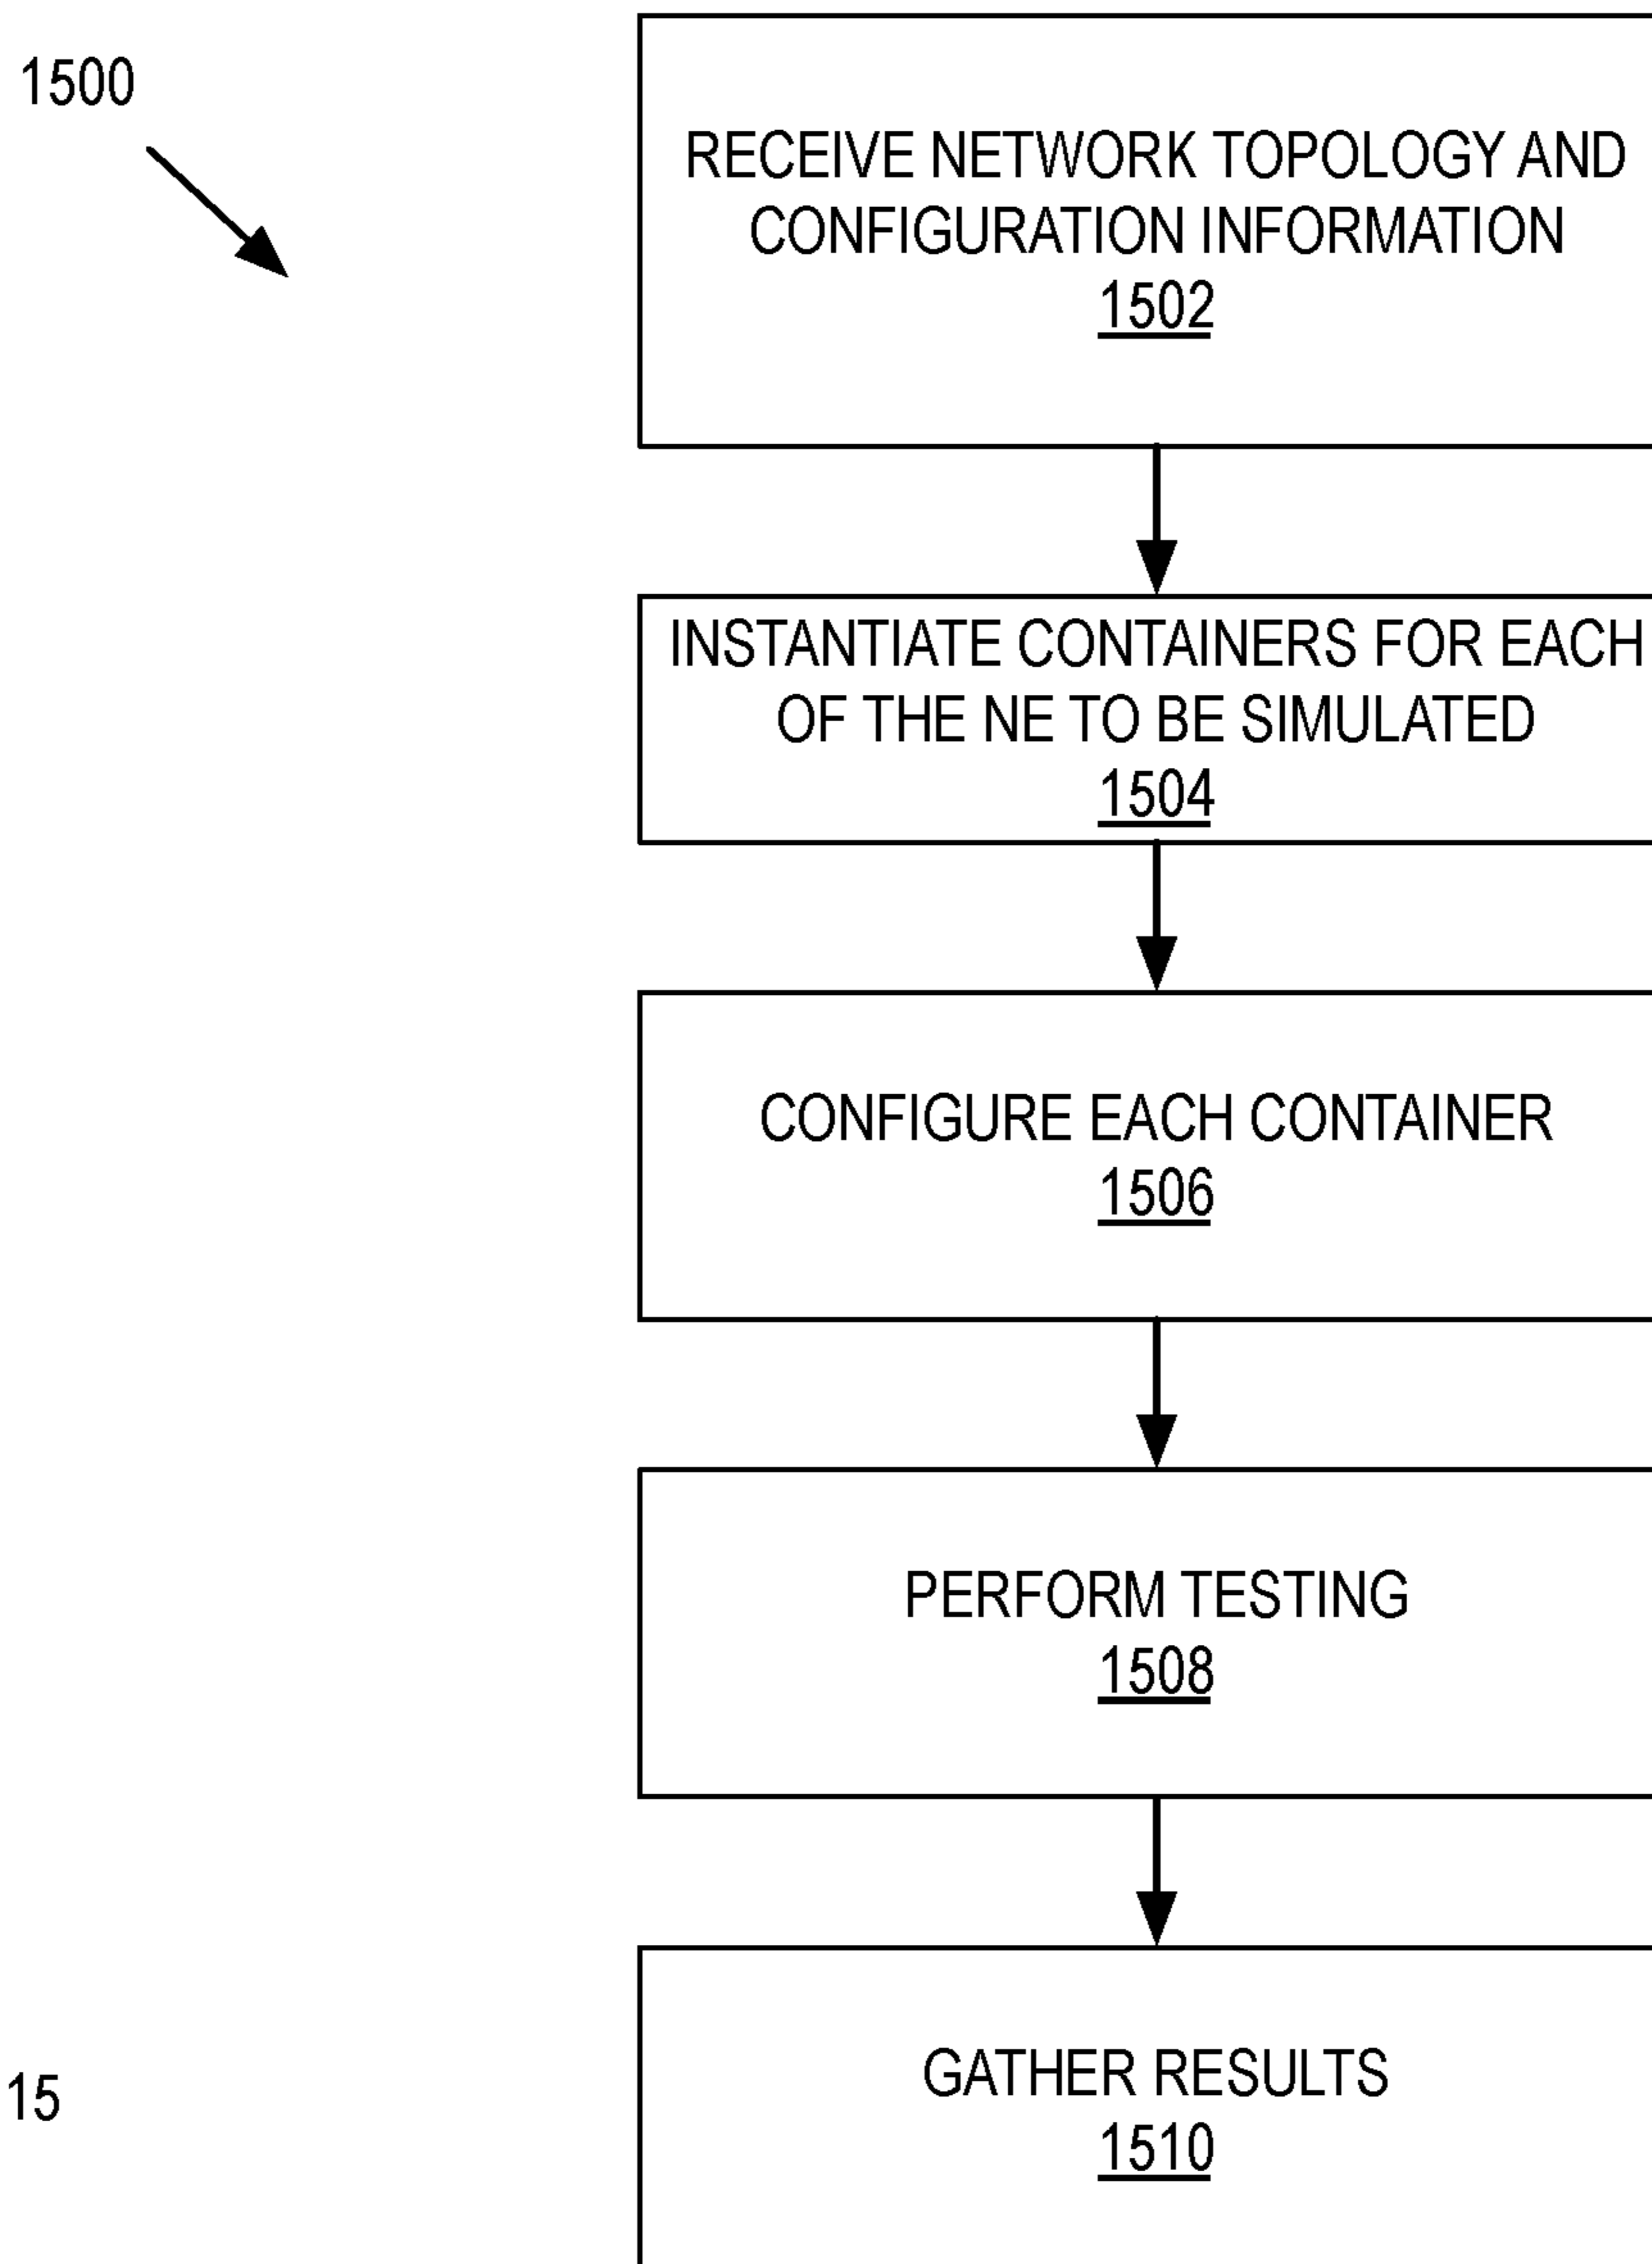 1500
RECEIVE NETWORK TOPOLOGY AND
CONFIGURATION INFORMATION
1502
INSTANTIATE CONTAINERS FOR EACH
OF THE NE TO BE SIMULATED
1504
CONFIGURE EACH CONTAINER
1506
PERFORM TESTING
1508
GATHER RESULTS
1510
15